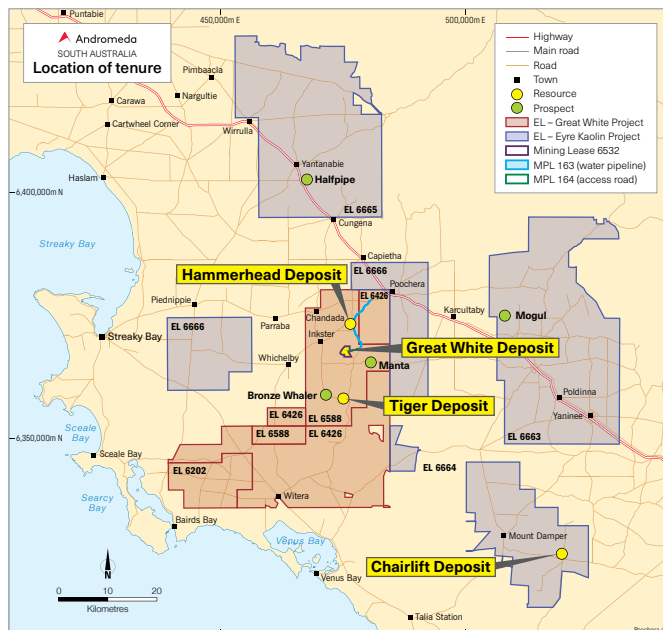 Puntabie
450,000m E
500,000m E
Andromeda
SOUTH AUSTRALIA
Location of tenure
Highway
Main road
Road
Town
Resource
Prospect
EL – Great White Project
EL – Eyre Kaolin Project
Mining Lease 6532
MPL 163 (water pipeline)
MPL 164 (access road)
Pimbaacla
Nargultie
Carawa
Cartwheel Corner
Wirrulla
Yantanabie
Haslam
Halfpipe
6,400,000m N
EL 6665
Cungena
Streaky Bay
Capietha
Hammerhead Deposit
EL 6666
Poochera
EL 6426
Piednippie
Chandada
Karcultaby
Mogul
EL 6666
Parraba
Inkster
Streaky Bay
Great White Deposit
Whichelby
Manta
Bronze Whaler
Poldinna
Tiger Deposit
Yaninee
EL 6426
EL 6588
Sceale
Bay
EL 6588
EL 6426
6,350,000m N
EL 6663
Sceale Bay
EL 6202
EL 6664
Searcy
Bay
Witera
Bairds Bay
Venus Bay
Mount Damper
N
Chairlift Deposit
Venus Bay
0
10
20
Kilometres
Talia Station